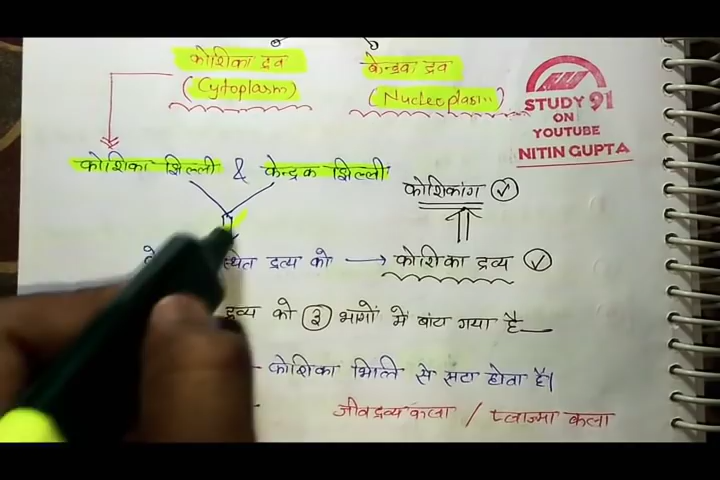 कोशिका द्रव केन्द्रक द्रव
(Cytoplasm) (Nucleoplasm)
STUDY 91
ON
YOUTUBE
NITIN GUPTA
कोशिका झिल्ली & केन्द्रक झिल्ली
कोशिकांग
स्थित द्रव्य को → कोशिका द्रव्य
द्रव्य को ३ भागों में बांटा गया है
कोशिका भित्ति से सटा होता है।
जीवद्रव्य कला / प्लाज्मा कला